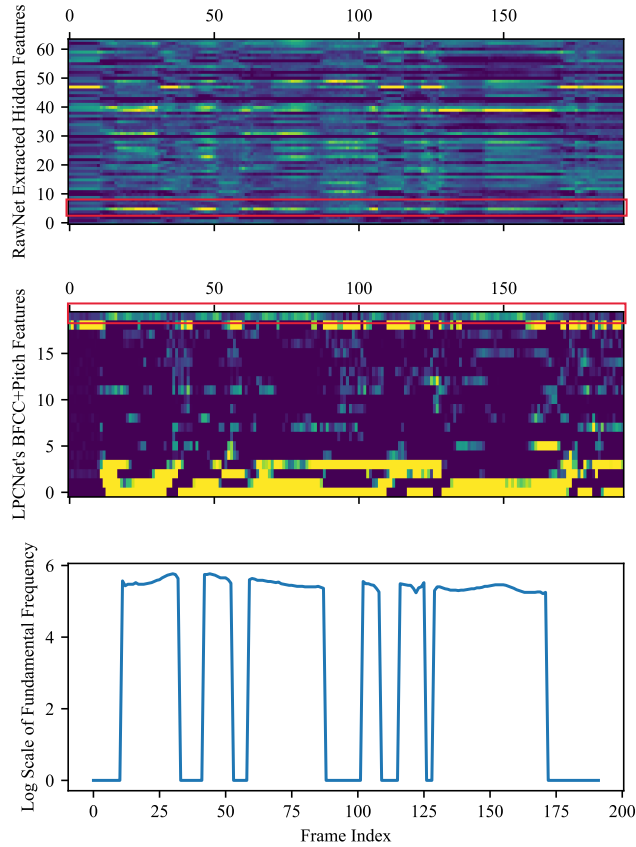 0 50 100 150
RawNet Extracted Hidden Features
60
50
40
30
20
10
0
0 50 100 150
LPCNet's BFCC+Pitch Features
15
10
5
0
Log Scale of Fundamental Frequency
6
4
2
0
0 25 50 75 100 125 150 175 200
Frame Index